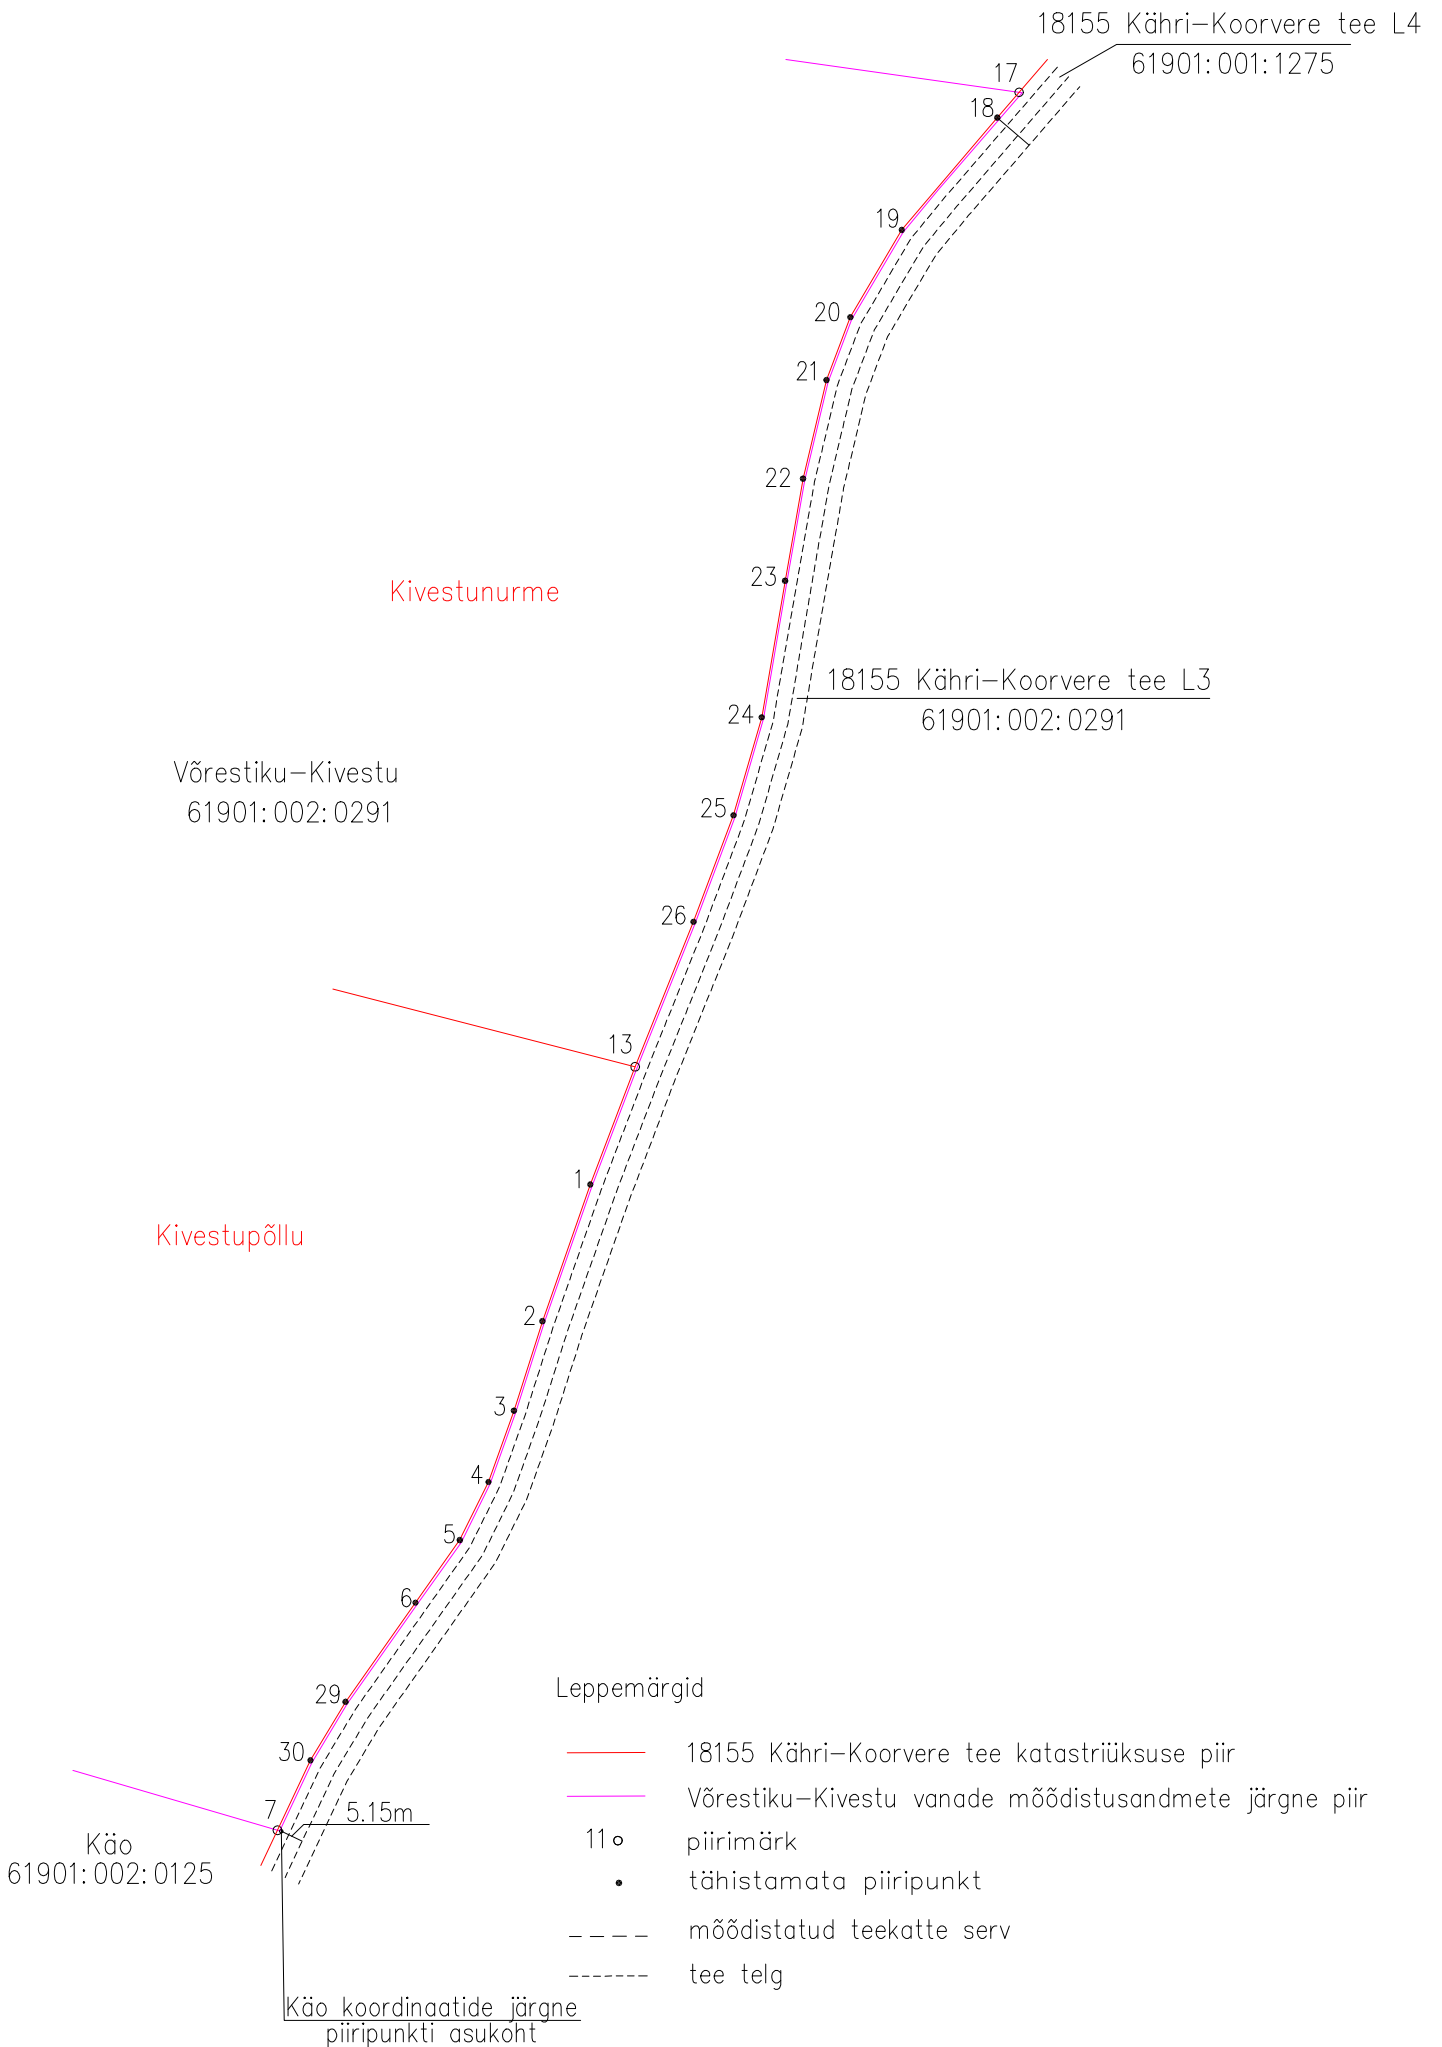 18155 Kähri-Koorvere tee L4
61901:001:1275
17
18
19
20
21
22
23
Kivestunurme
18155 Kähri-Koorvere tee L3
61901:002:0291
24
Võrestiku-Kivestu
61901:002:0291
25
26
13
1
Kivestupõllu
2
3
4
5
6
29
30
7
5.15m
Käo
61901:002:0125
Käo koordinaatide järgne
piiripunkti asukoht
Leppemärgid
18155 Kähri-Koorvere tee katastriüksuse piir
Võrestiku-Kivestu vanade mõõdistusandmete järgne piir
11 piirimärk
tähistamata piiripunkt
mõõdistatud teekatte serv
tee telg